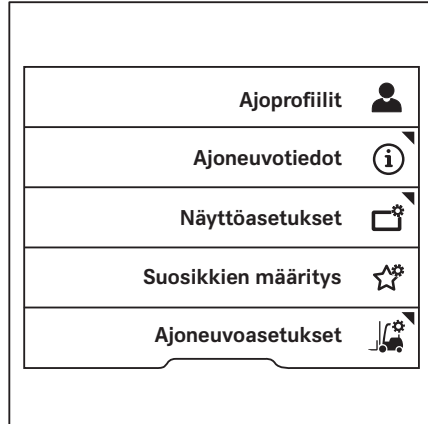 Ajoprofiilit
Ajoneuvotiedot
Näyttöasetukset
Suosikkien määritys
Ajoneuvoasetukset